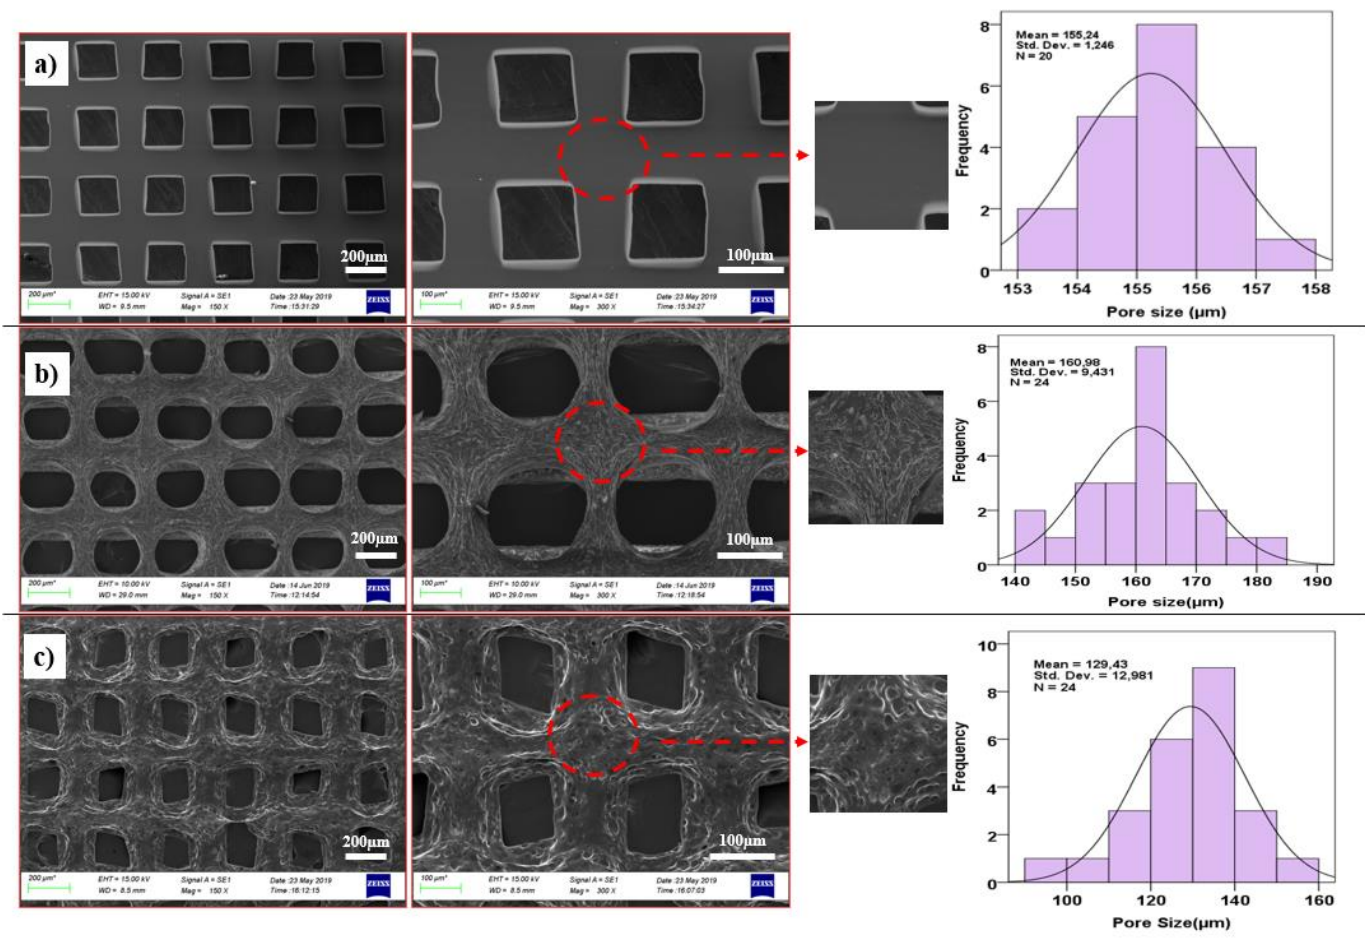 a)
200µm
200 µm*
EHT = 15.00 kV
Signal A = SE1
Date :23 May 2019
WD = 9.5 mm
Mag = 150 X
Time :15:31:29
ZEISS
100µm
100 µm*
EHT = 15.00 kV
Signal A = SE1
Date :23 May 2019
WD = 9.5 mm
Mag = 300 X
Time :15:34:27
ZEISS
Mean = 155,24
Std. Dev. = 1,246
N = 20
Frequency
8
6
4
2
0
153 154 155 156 157 158
Pore size (µm)
b)
200µm
200 µm*
EHT = 10.00 kV
Signal A = SE1
Date :14 Jun 2019
WD = 29.0 mm
Mag = 150 X
Time :12:14:54
ZEISS
100µm
100 µm*
EHT = 10.00 kV
Signal A = SE1
Date :14 Jun 2019
WD = 29.0 mm
Mag = 300 X
Time :12:18:54
ZEISS
Mean = 160,98
Std. Dev. = 9,431
N = 24
Frequency
8
6
4
2
0
140 150 160 170 180 190
Pore size(µm)
c)
200µm
200 µm*
EHT = 15.00 kV
Signal A = SE1
Date :23 May 2019
WD = 8.5 mm
Mag = 150 X
Time :16:12:15
ZEISS
100µm
100 µm*
EHT = 15.00 kV
Signal A = SE1
Date :23 May 2019
WD = 8.5 mm
Mag = 300 X
Time :16:07:03
ZEISS
Mean = 129,43
Std. Dev. = 12,981
N = 24
Frequency
10
8
6
4
2
0
100 120 140 160
Pore Size(µm)